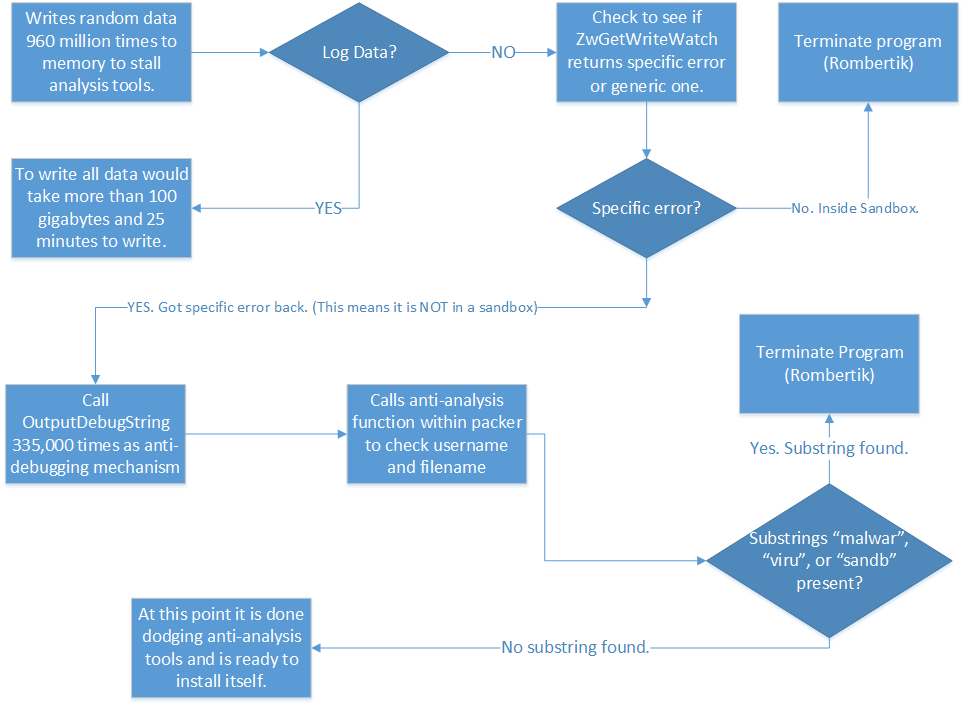 Writes random data
960 million times to
memory to stall
analysis tools.
Log Data?
NO
Check to see if
ZwGetWriteWatch
returns specific error
or generic one.
Terminate program
(Rombertik)
To write all data would
take more than 100
gigabytes and 25
minutes to write.
YES
Specific error?
No. Inside Sandbox.
YES. Got specific error back. (This means it is NOT in a sandbox)
Terminate Program
(Rombertik)
Call
OutputDebugString
335,000 times as anti-
debugging mechanism
Calls anti-analysis
function within packer
to check username
and filename
Yes. Substring found.
Substrings “malwar”,
“viru”, or “sandb”
present?
At this point it is done
dodging anti-analysis
tools and is ready to
install itself.
No substring found.